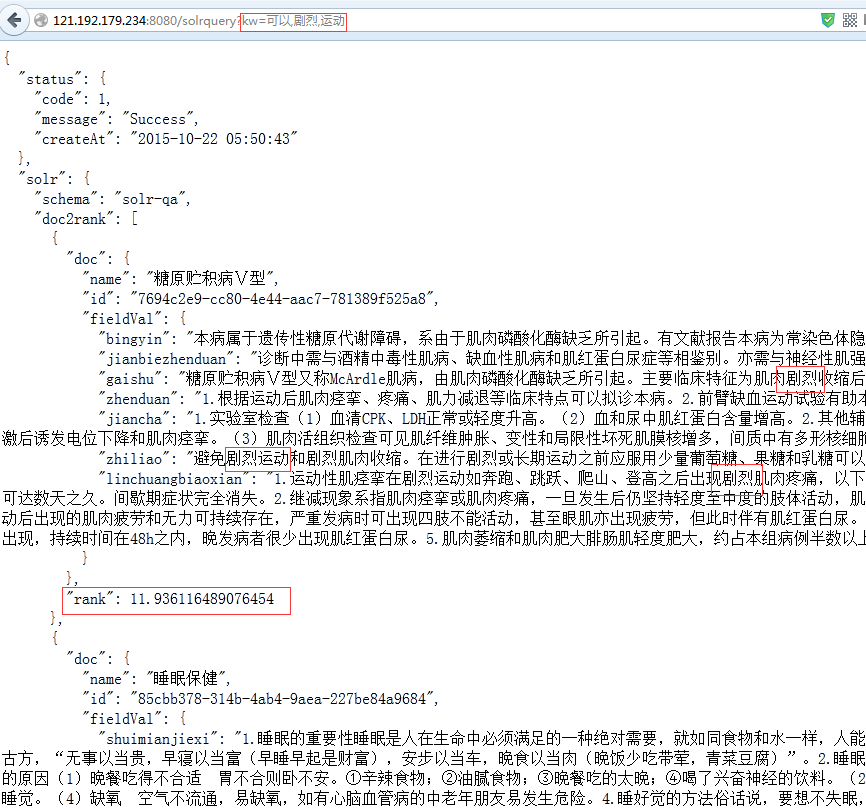 121.192.179.234:8080/solrquery?kw=可以,剧烈,运动
{
"status": {
"code": 1,
"message": "Success",
"createAt": "2015-10-22 05:50:43"
},
"solr": {
"schema": "solr-qa",
"doc2rank": [
{
"doc": {
"name": "糖原贮积病Ⅴ型",
"id": "7694c2e9-cc80-4e44-aac7-781389f525a8",
"fieldVal": {
"bingyin": "本病属于遗传性糖原代谢障碍，系由于肌肉磷酸化酶缺乏所引起。有文献报告本病为常染色体隐
"jianbiezhenduan": "诊断中需与酒精中毒性肌病、缺血性肌病和肌红蛋白尿症等相鉴别。亦需与神经性肌强
"gaishu": "糖原贮积病Ⅴ型又称McArdle肌病，由肌肉磷酸化酶缺乏所引起。主要临床特征为肌肉剧烈收缩后
"zhenduan": "1.根据运动后肌肉痉挛、疼痛、肌力减退等临床特点可以拟诊本病。2.前臂缺血运动试验有助本
"jiancha": "1.实验室检查（1）血清CPK、LDH正常或轻度升高。（2）血和尿中肌红蛋白含量增高。2.其他辅
激后诱发电位下降和肌肉痉挛。（3）肌肉活组织检查可见肌纤维肿胀、变性和局限性坏死肌膜核增多，间质中有多形核细胞
"zhiliao": "避免剧烈运动和剧烈肌肉收缩。在进行剧烈或长期运动之前应服用少量葡萄糖、果糖和乳糖可以
"linchuangbiaoxian": "1.运动性肌痉挛在剧烈运动如奔跑、跳跃、爬山、登高之后出现剧烈肌肉疼痛，以下
可达数天之久。间歇期症状完全消失。2.继减现象系指肌肉痉挛或肌肉疼痛，一旦发生后仍坚持轻度至中度的肢体活动，肌
动后出现的肌肉疲劳和无力可持续存在，严重发病时可出现四肢不能活动，甚至眼肌亦出现疲劳，但此时伴有肌红蛋白尿。
出现，持续时间在48h之内，晚发病者很少出现肌红蛋白尿。5.肌肉萎缩和肌肉肥大腓肠肌轻度肥大，约占本组病例半数以上
}
},
"rank": 11.936116489076454
},
{
"doc": {
"name": "睡眠保健",
"id": "85cbb378-314b-4ab4-9aea-227be84a9684",
"fieldVal": {
"shuimianjiexi": "1.睡眠的重要性睡眠是人在生命中必须满足的一种绝对需要，就如同食物和水一样，人能
古方，“无事以当贵，早寝以当富（早睡早起是财富），安步以当车，晚食以当肉（晚饭少吃带荤，青菜豆腐）”。2.睡眠
的原因（1）晚餐吃得不合适　胃不合则卧不安。①辛辣食物；②油腻食物；③晚餐吃的太晚；④喝了兴奋神经的饮料。（2
睡觉。（4）缺氧　空气不流通，易缺氧，如有心脑血管病的中老年朋友易发生危险。4.睡好觉的方法俗话说，要想不失眠.